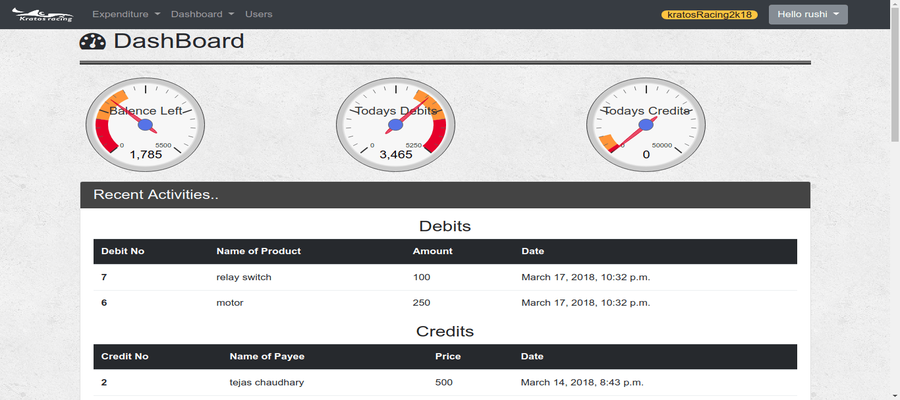 Kratos racing Expenditure Dashboard Users kratosRacing2k18 Hello rushi
DashBoard
Balence Left Todays Debits Todays Credits
0 5500 0 5250 0 50000
1,785 3,465 0
Recent Activities..
Debits
Debit No Name of Product Amount Date
7 relay switch 100 March 17, 2018, 10:32 p.m.
6 motor 250 March 17, 2018, 10:32 p.m.
Credits
Credit No Name of Payee Price Date
2 tejas chaudhary 500 March 14, 2018, 8:43 p.m.